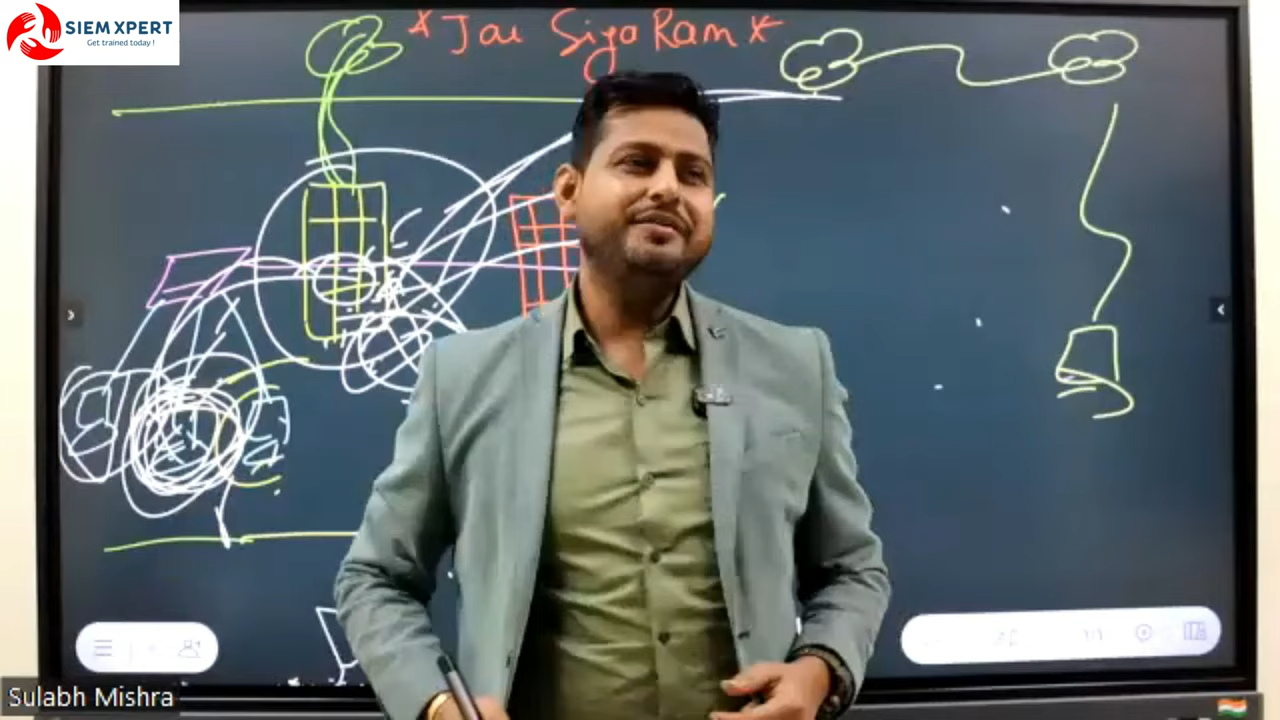 SIEM XPERT
Get trained today !
* Jai Siya Ram *
Sulabh Mishra